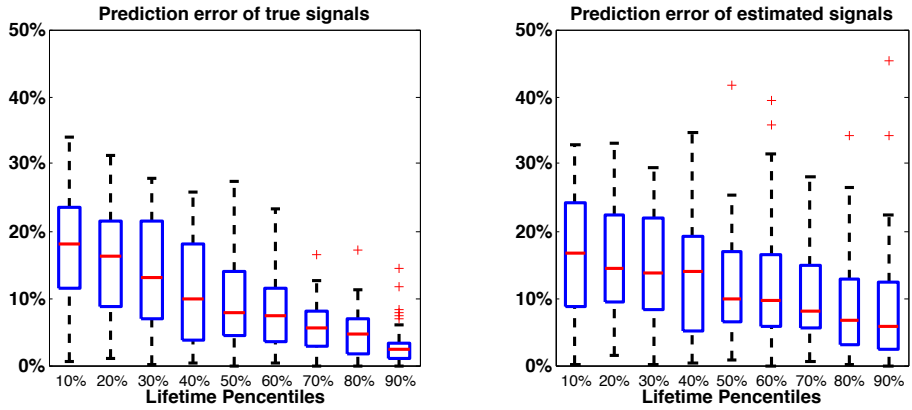 Prediction error of true signals
50%
40%
30%
20%
10%
0%
10% 20% 30% 40% 50% 60% 70% 80% 90%
Lifetime Pencentiles
Prediction error of estimated signals
50%
40%
30%
20%
10%
0%
10% 20% 30% 40% 50% 60% 70% 80% 90%
Lifetime Pencentiles